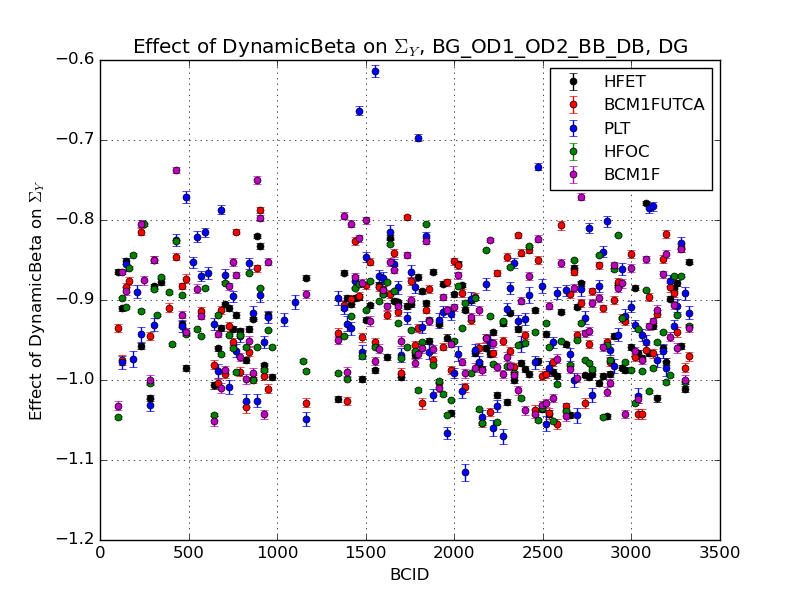 Effect of DynamicBeta on Σ_Y, BG_OD1_OD2_BB_DB, DG
HFET
BCM1FUTCA
PLT
HFOC
BCM1F
Effect of DynamicBeta on Σ_Y
−0.6
−0.7
−0.8
−0.9
−1.0
−1.1
−1.2
0 500 1000 1500 2000 2500 3000 3500
BCID